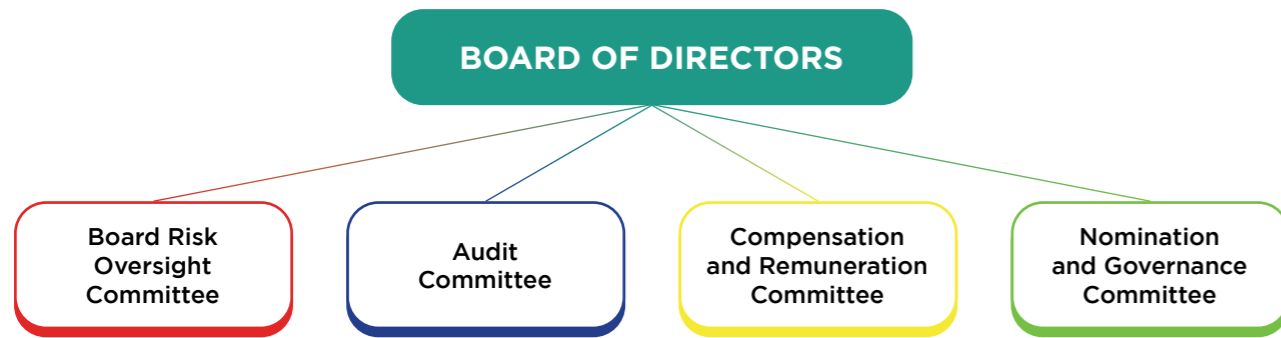 BOARD OF DIRECTORS
Board Risk
Oversight
Committee
Audit
Committee
Compensation
and Remuneration
Committee
Nomination
and Governance
Committee